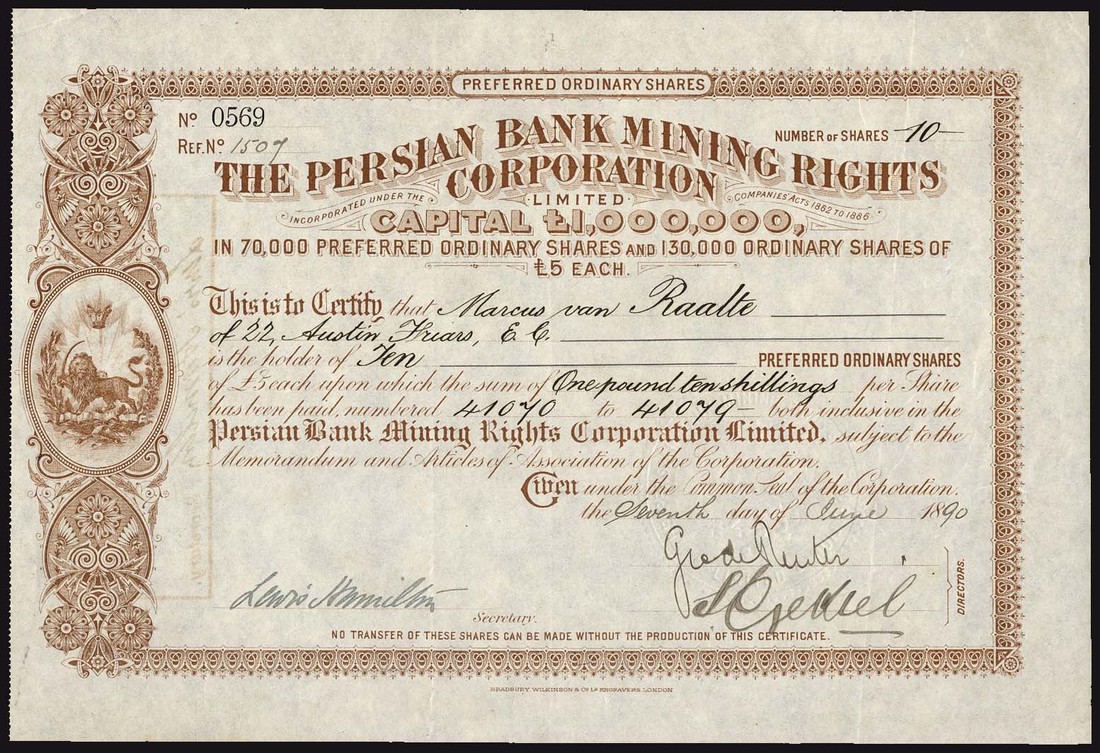 PREFERRED ORDINARY SHARES
No 0569
NUMBER OF SHARES 10
REF. No 1507
THE PERSIAN BANK MINING RIGHTS
CORPORATION
LIMITED
INCORPORATED UNDER THE COMPANIES' ACTS 1862 TO 1886
CAPITAL £1,000,000,
IN 70,000 PREFERRED ORDINARY SHARES AND 130,000 ORDINARY SHARES OF
£5 EACH.
This is to Certify that Marcus van Raalte
of 22, Austin Friars, E.C.
is the holder of Ten PREFERRED ORDINARY SHARES
of £5 each upon which the sum of One pound ten shillings per Share
has been paid, numbered 41070 to 41079 both inclusive in the
Persian Bank Mining Rights Corporation Limited, subject to the
Memorandum and Articles of Association of the Corporation.
Given under the Common Seal of the Corporation.
the Seventh day of June 1890
Geo de Reuter
DIRECTORS.
Lewis Hamilton
Secretary.
NO TRANSFER OF THESE SHARES CAN BE MADE WITHOUT THE PRODUCTION OF THIS CERTIFICATE.
BRADBURY WILKINSON & Co Ld ENGRAVERS, LONDON